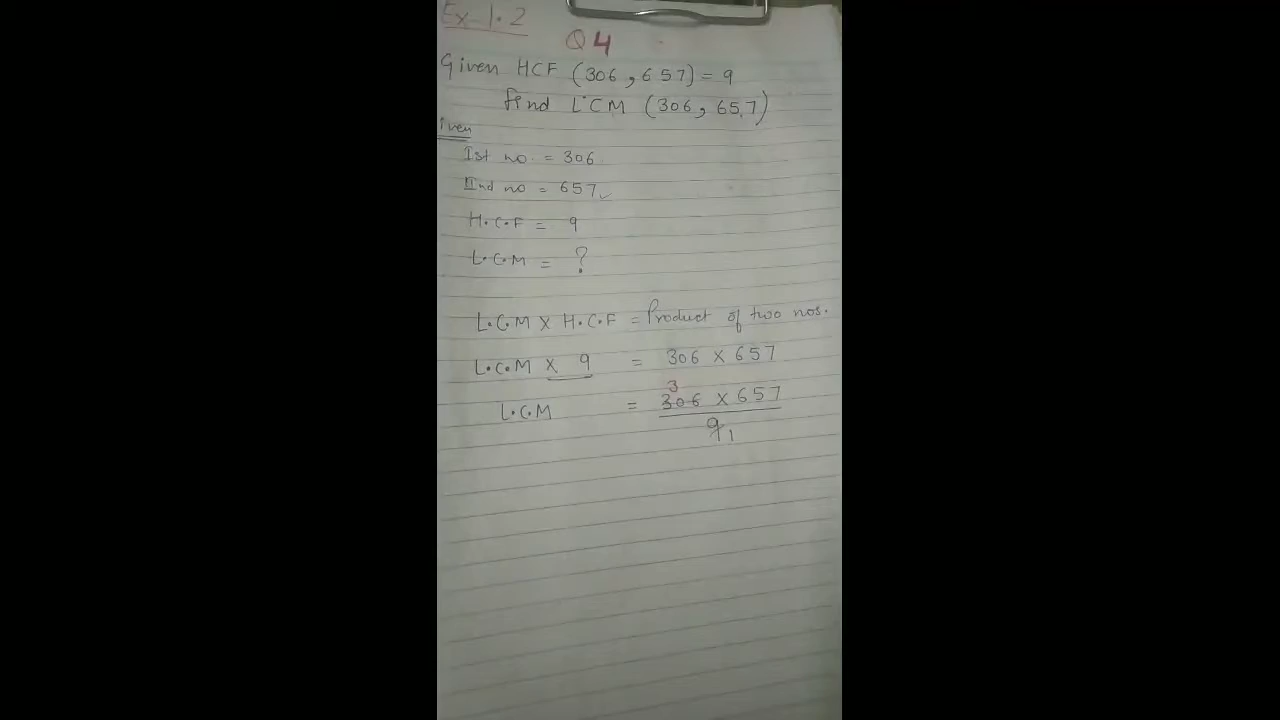 Ex-1.2
Q4
Given HCF (306, 657) = 9
find LCM (306, 657)
iven
Ist no. = 306
IInd no = 657
H.C.F = 9
L.C.M = ?
L.C.M X H.C.F = Product of two nos.
L.C.M X 9 = 306 X 657
3
L.C.M = 306 X 657
9 1